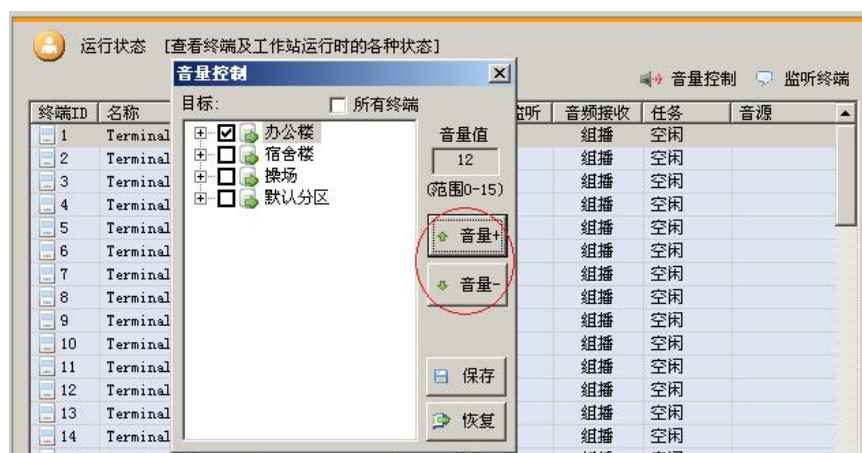 运行状态 [查看终端及工作站运行时的各种状态]
音量控制
音量控制 监听终端
目标: 所有终端
终端ID 名称 监听 音频接收 任务 音源
办公楼
宿舍楼
操场
默认分区
音量值
12
(范围0-15)
音量+
音量-
保存
恢复
1 Terminal 组播 空闲
2 Terminal 组播 空闲
3 Terminal 组播 空闲
4 Terminal 组播 空闲
5 Terminal 组播 空闲
6 Terminal 组播 空闲
7 Terminal 组播 空闲
8 Terminal 组播 空闲
9 Terminal 组播 空闲
10 Terminal 组播 空闲
11 Terminal 组播 空闲
12 Terminal 组播 空闲
13 Terminal 组播 空闲
14 Terminal 组播 空闲